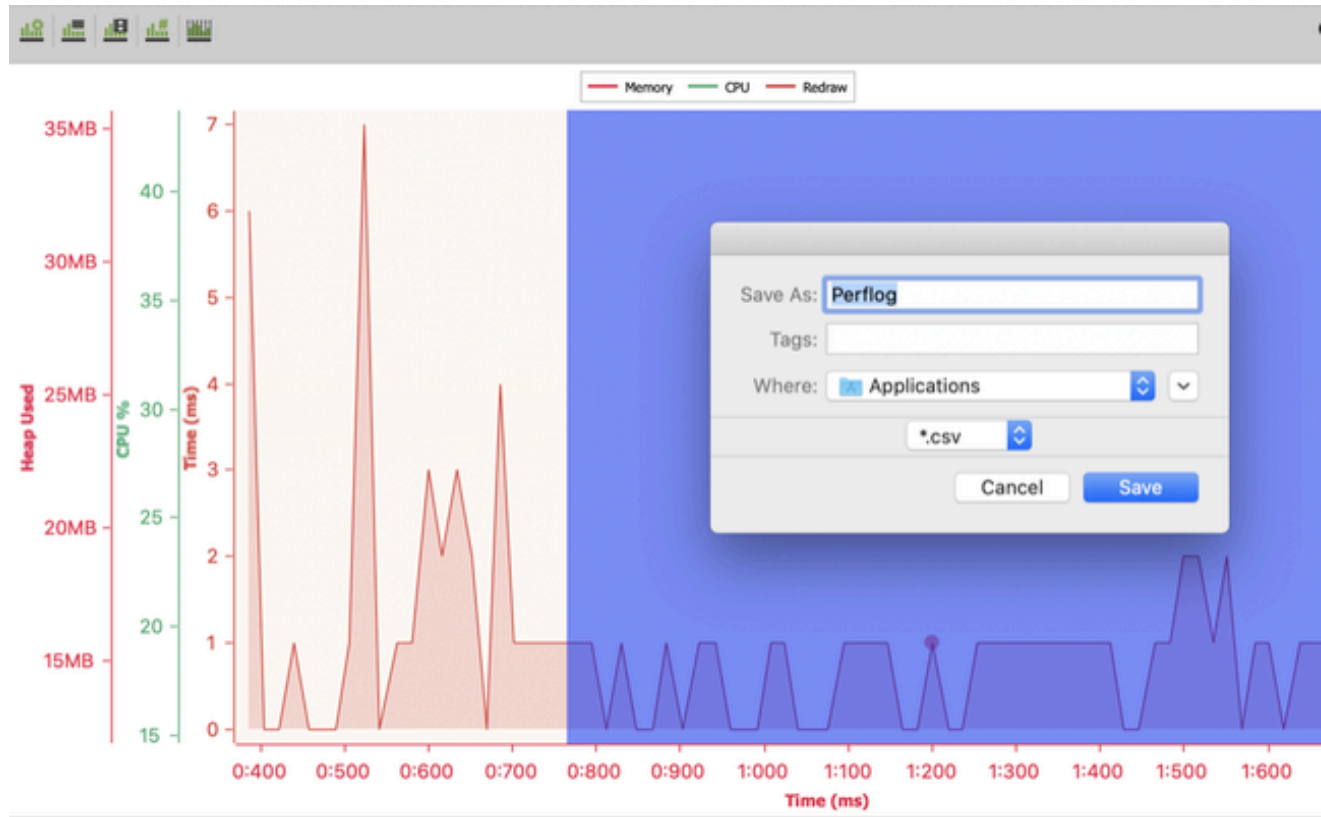 Memory CPU Redraw
35MB
30MB
25MB
20MB
15MB
Heap Used
40
35
30
25
20
15
CPU %
7
6
5
4
3
2
1
0
Time (ms)
Save As: Perflog
Tags:
Where: Applications
*.csv
Cancel Save
0:400 0:500 0:600 0:700 0:800 0:900 1:000 1:100 1:200 1:300 1:400 1:500 1:600
Time (ms)